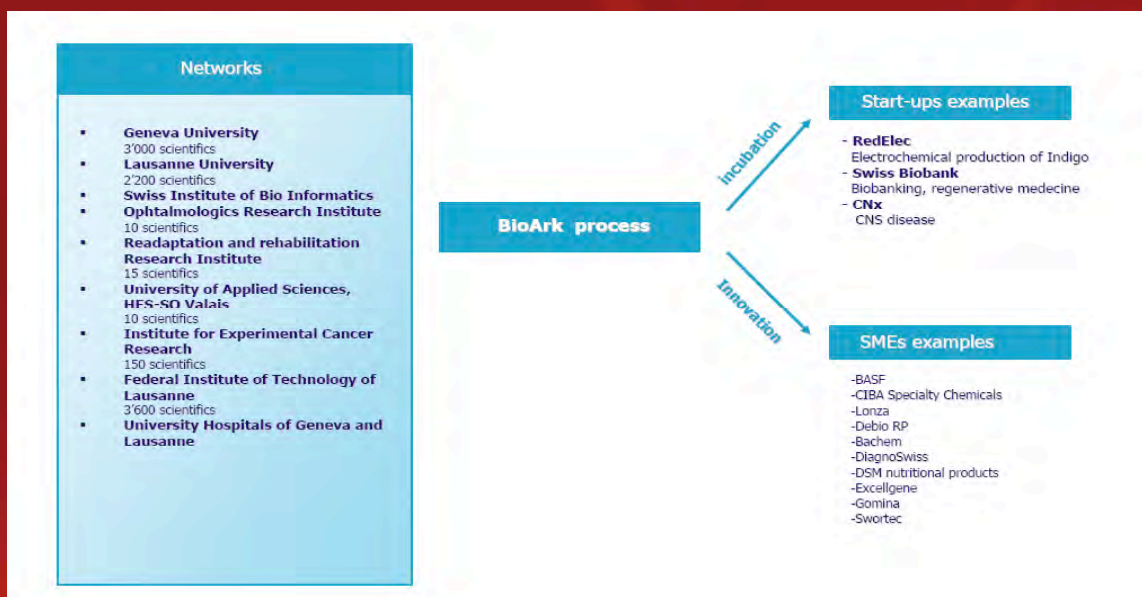 Networks
▪ Geneva University
3'000 scientifics
▪ Lausanne University
2'200 scientifics
▪ Swiss Institute of Bio Informatics
▪ Ophtalmologics Research Institute
10 scientifics
▪ Readaptation and rehabilitation
Research Institute
15 scientifics
▪ University of Applied Sciences,
HES-SO Valais
10 scientifics
▪ Institute for Experimental Cancer
Research
150 scientifics
▪ Federal Institute of Technology of
Lausanne
3'600 scientifics
▪ University Hospitals of Geneva and
Lausanne
BioArk process
incubation
Innovation
Start-ups examples
- RedElec
Electrochemical production of Indigo
- Swiss Biobank
Biobanking, regenerative medecine
- CNx
CNS disease
SMEs examples
-BASF
-CIBA Specialty Chemicals
-Lonza
-Debio RP
-Bachem
-DiagnoSwiss
-DSM nutritional products
-Excellgene
-Gomina
-Swortec